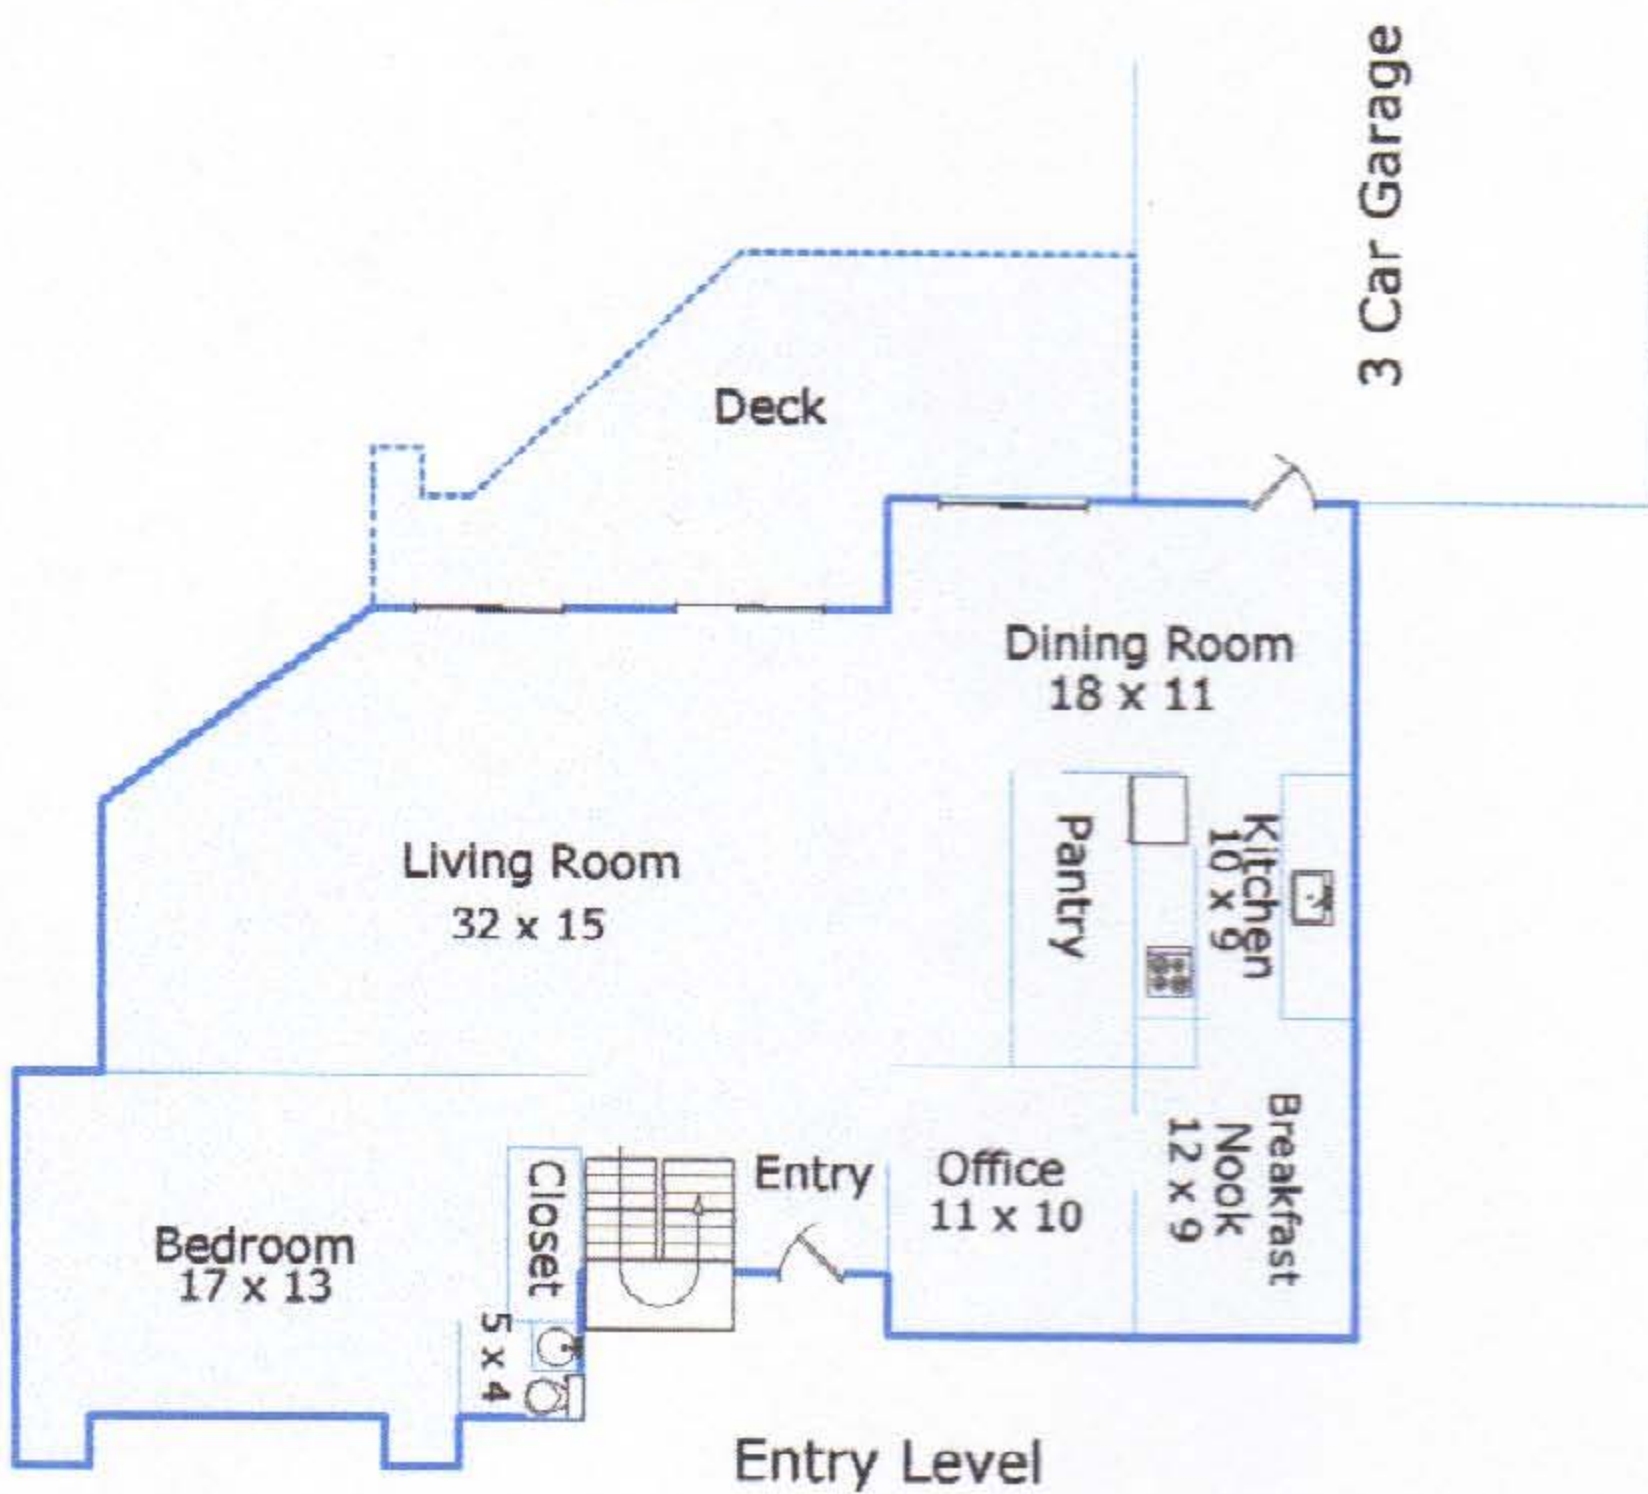 3 Car Garage
Deck
Dining Room
18 x 11
Living Room
32 x 15
Pantry
Kitchen
10 x 9
Breakfast
Nook
12 x 9
Entry
Office
11 x 10
Closet
Bedroom
17 x 13
5 x 4
Entry Level